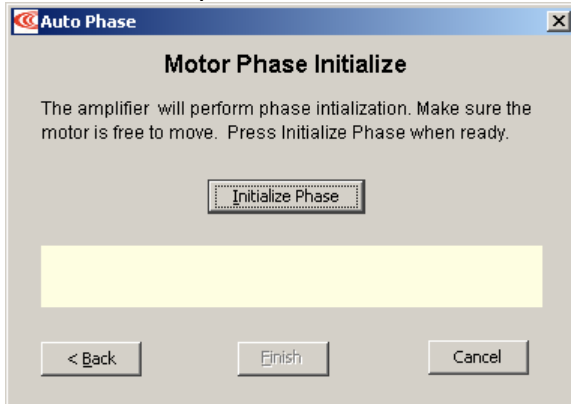 Auto Phase
Motor Phase Initialize
The amplifier will perform phase intialization. Make sure the
motor is free to move. Press Initialize Phase when ready.
Initialize Phase
< Back
Finish
Cancel